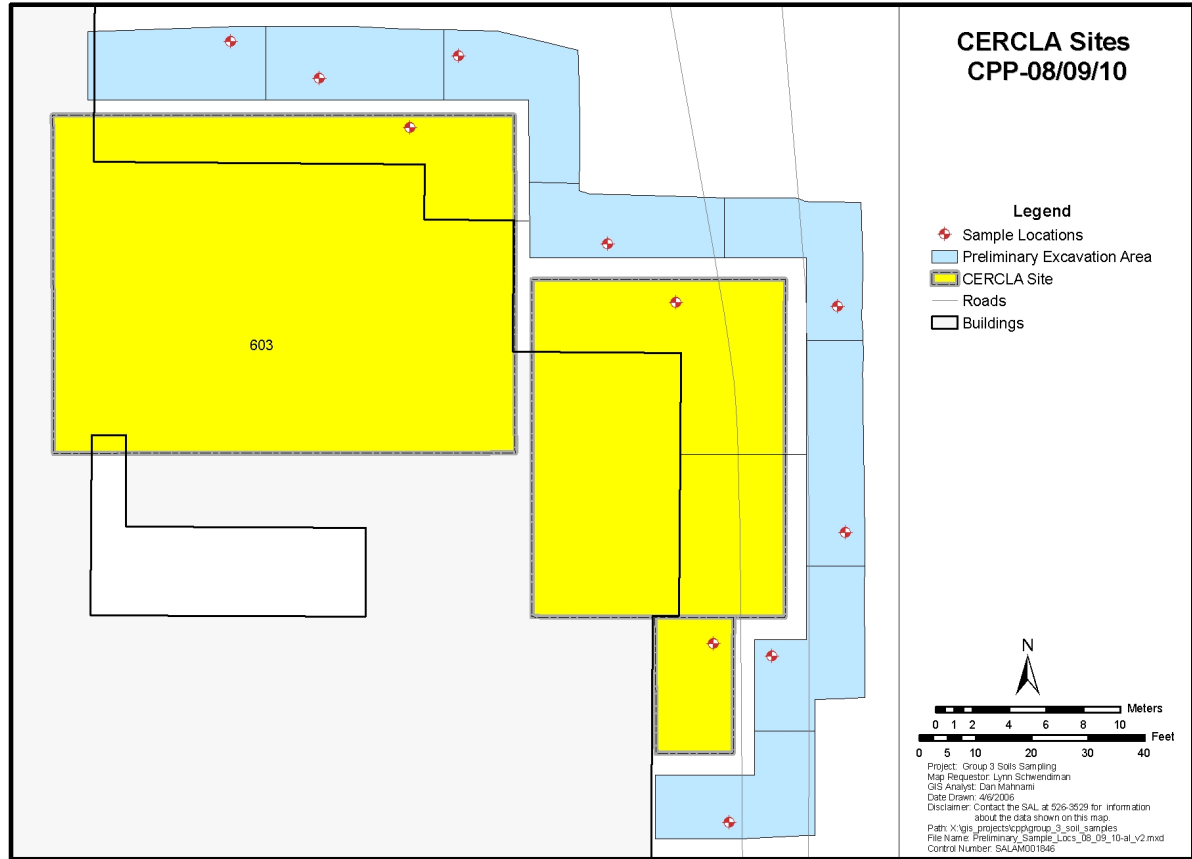 CERCLA Sites
CPP-08/09/10
Legend
Sample Locations
Preliminary Excavation Area
CERCLA Site
Roads
Buildings
603
N
Meters
0 1 2 4 6 8 10
Feet
0 5 10 20 30 40
Project: Group 3 Soils Sampling
Map Requestor: Lynn Schwendiman
GIS Analyst: Dan Mahnami
Date Drawn: 4/6/2006
Disclaimer: Contact the SAL at 526-3529 for information
about the data shown on this map.
Path: X:\gis_projects\cpp\group_3_soil_samples
File Name: Preliminary_Sample_Locs_08_09_10-al_v2.mxd
Control Number: SALAM001846